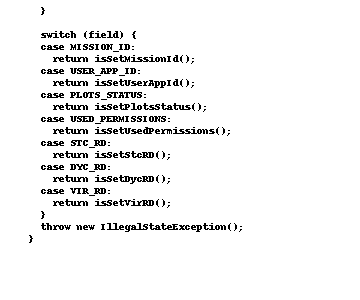 }
switch (field) {
case MISSION_ID:
return isSetMissionId();
case USER_APP_ID:
return isSetUserAppId();
case PLOTS_STATUS:
return isSetPlotsStatus();
case USED_PERMISSIONS:
return isSetUsedPermissions();
case STC_RD:
return isSetStcRD();
case DYC_RD:
return isSetDycRD();
case VIR_RD:
return isSetVirRD();
}
throw new IllegalStateException();
}